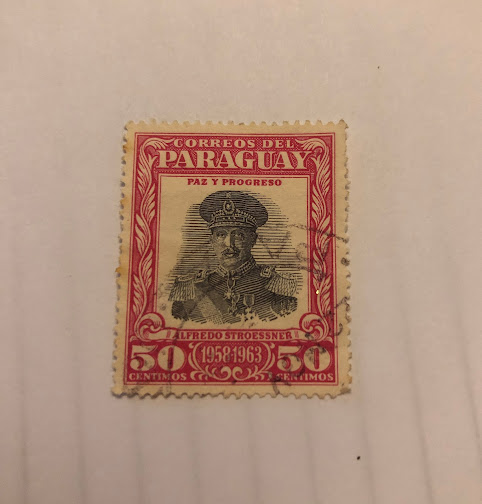 CORREOS DEL
PARAGUAY
PAZ Y PROGRESO
ALFREDO STROESSNER
50 1958-1963 50
CENTIMOS CENTIMOS